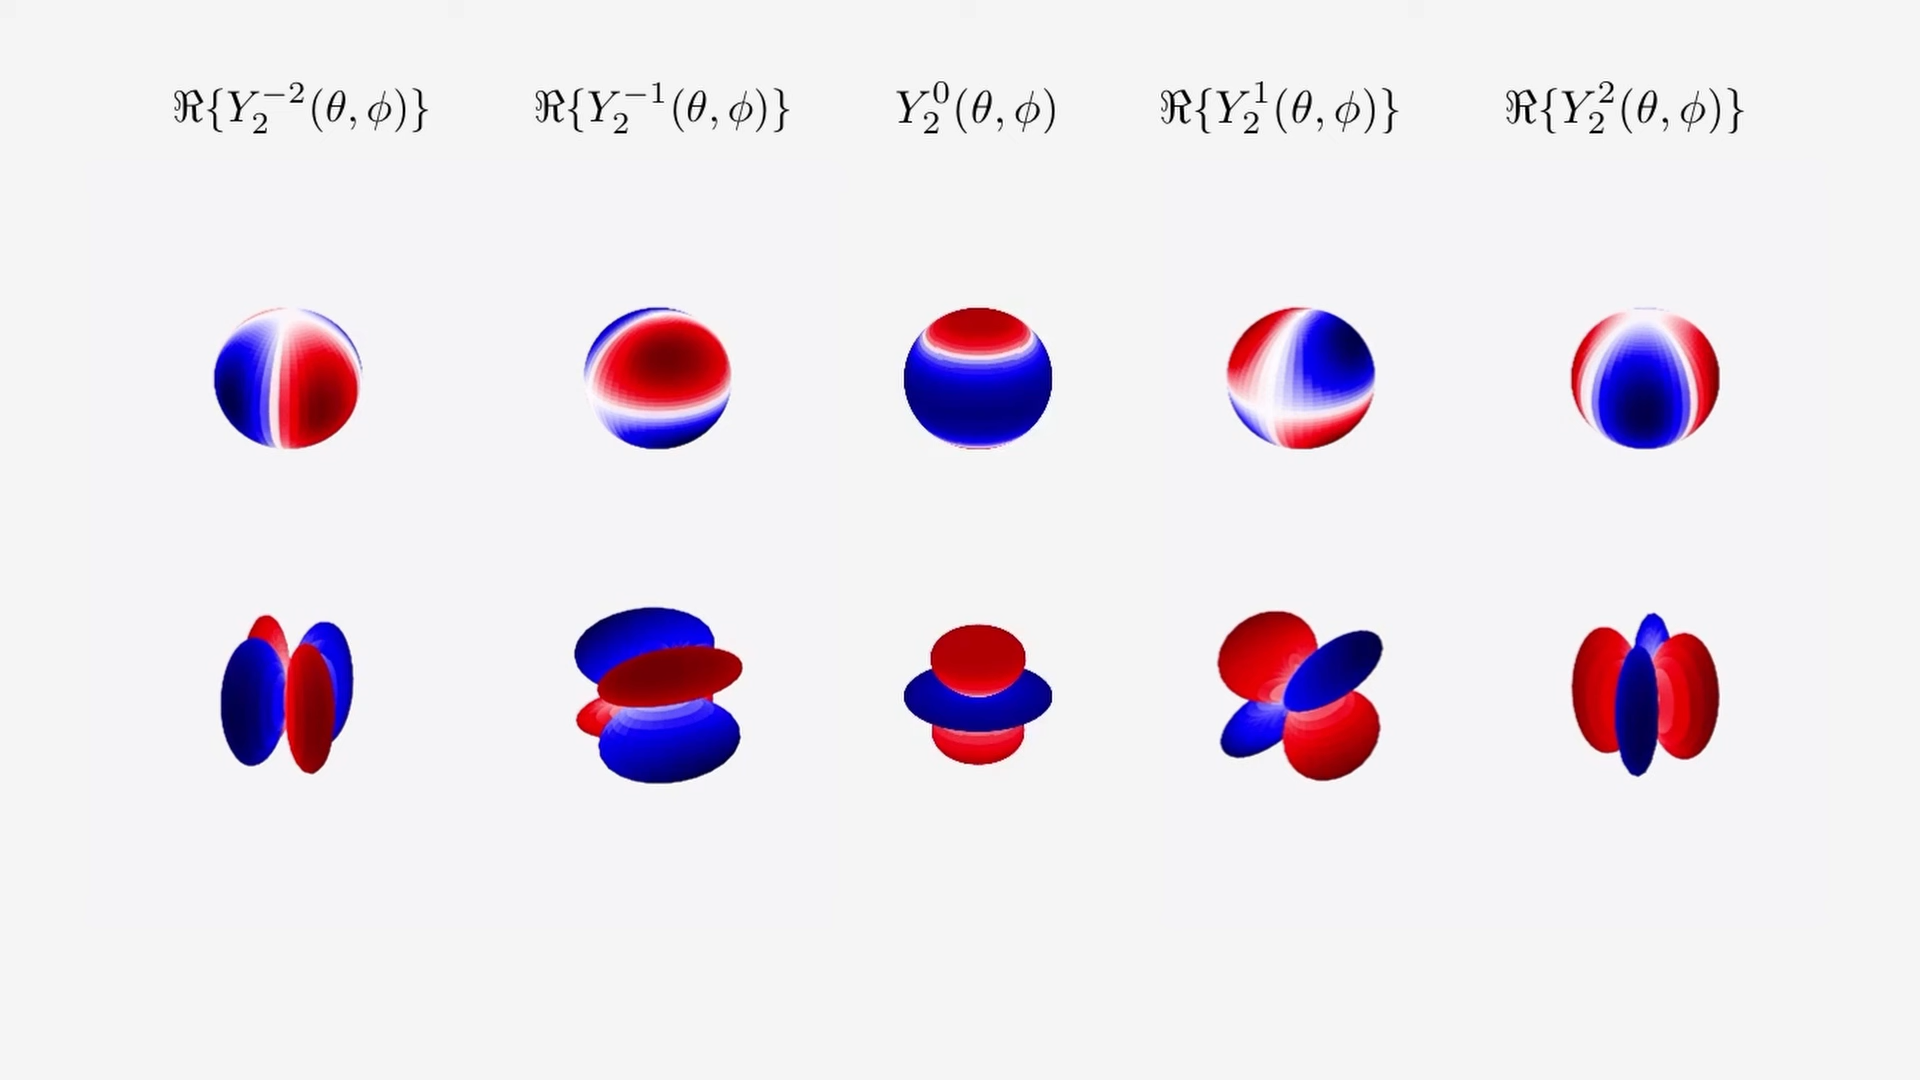 ℜ{Y₂⁻²(θ, ϕ)} ℜ{Y₂⁻¹(θ, ϕ)} Y₂⁰(θ, ϕ) ℜ{Y₂¹(θ, ϕ)} ℜ{Y₂²(θ, ϕ)}